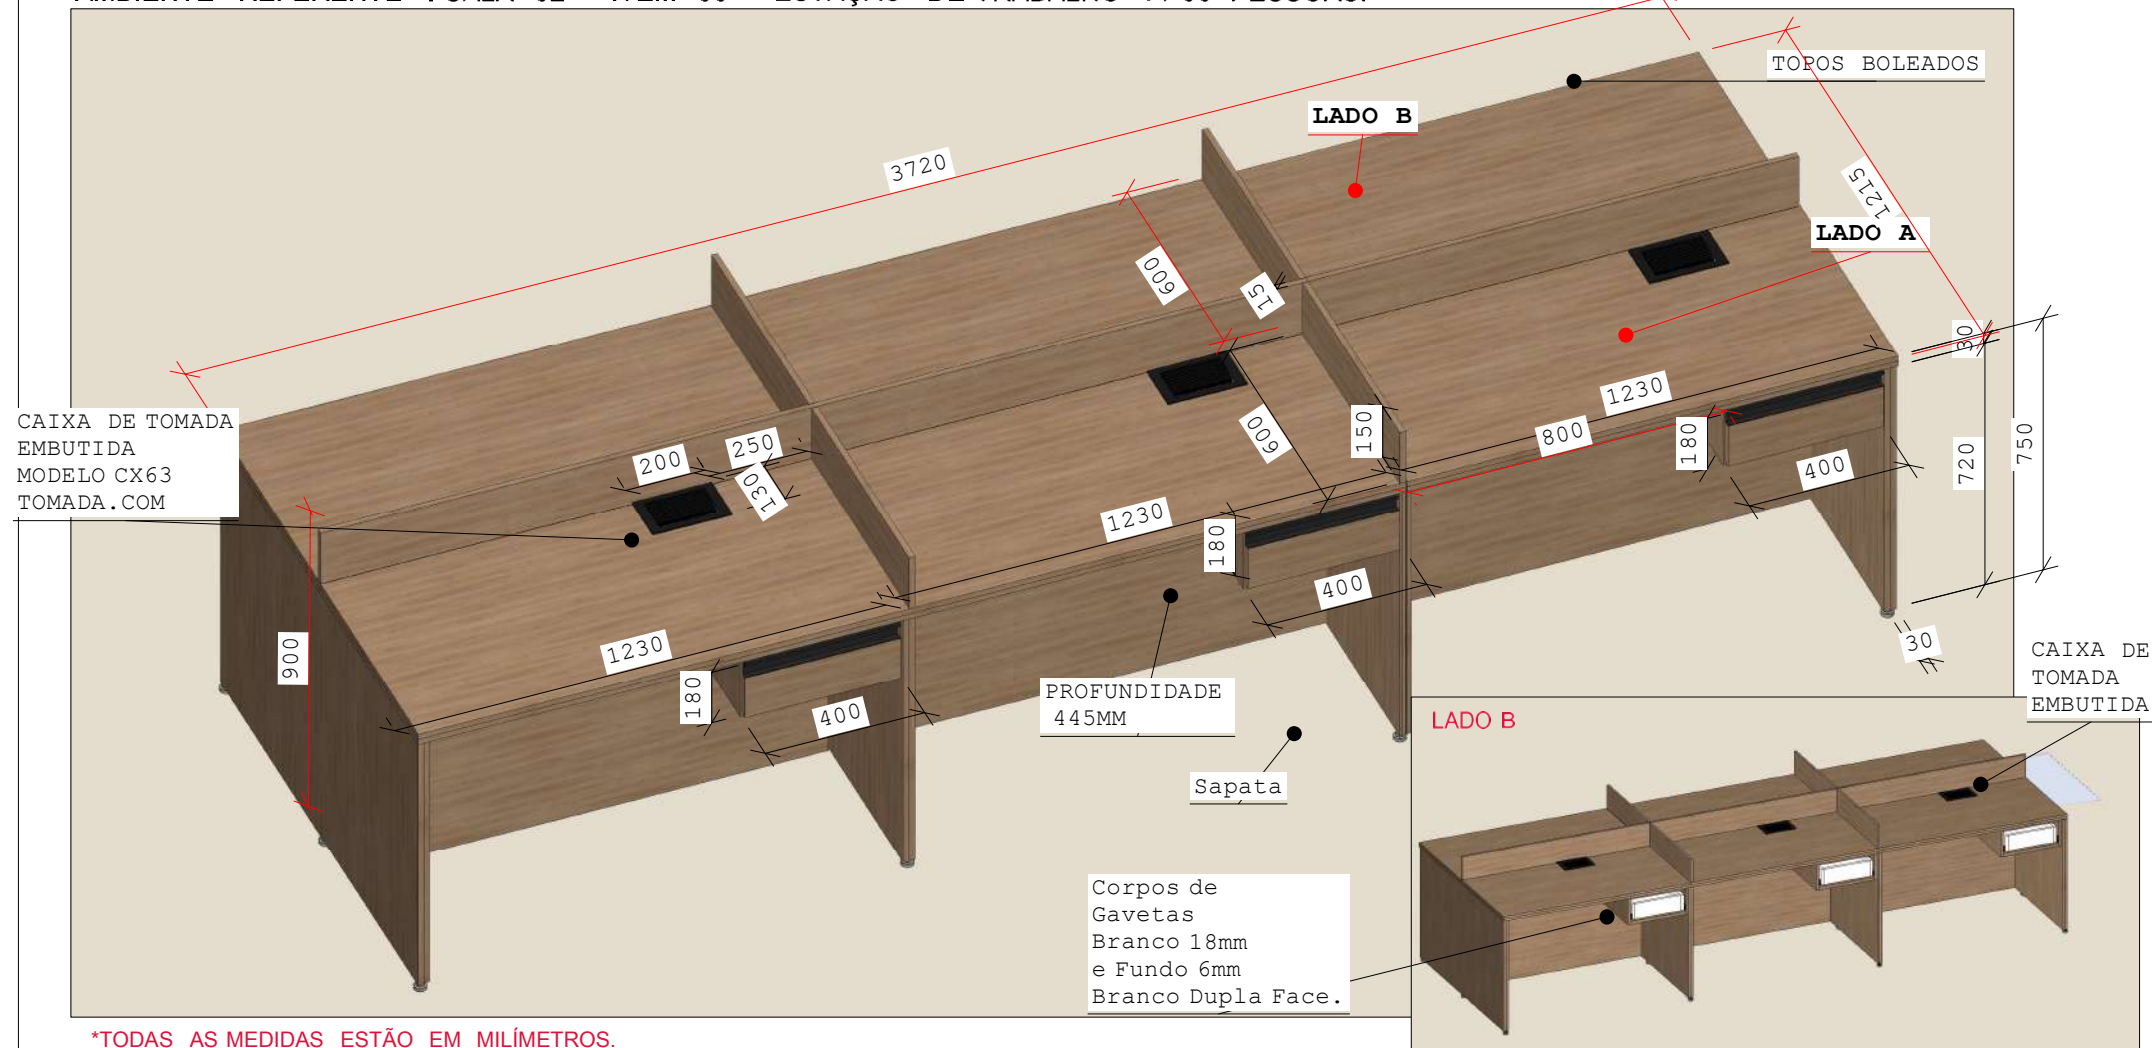 TOPOS BOLEADOS
LADO B
3720
1215
LADO A
600
15
30
CAIXA DE TOMADA
EMBUTIDA
MODELO CX63
TOMADA.COM
200
250
130
600
150
1230
800
180
400
720
750
1230
180
400
900
1230
180
400
30
PROFUNDIDADE
445MM
Sapata
CAIXA DE
TOMADA
EMBUTIDA
LADO B
Corpos de
Gavetas
Branco 18mm
e Fundo 6mm
Branco Dupla Face.
*TODAS AS MEDIDAS ESTÃO EM MILÍMETROS.